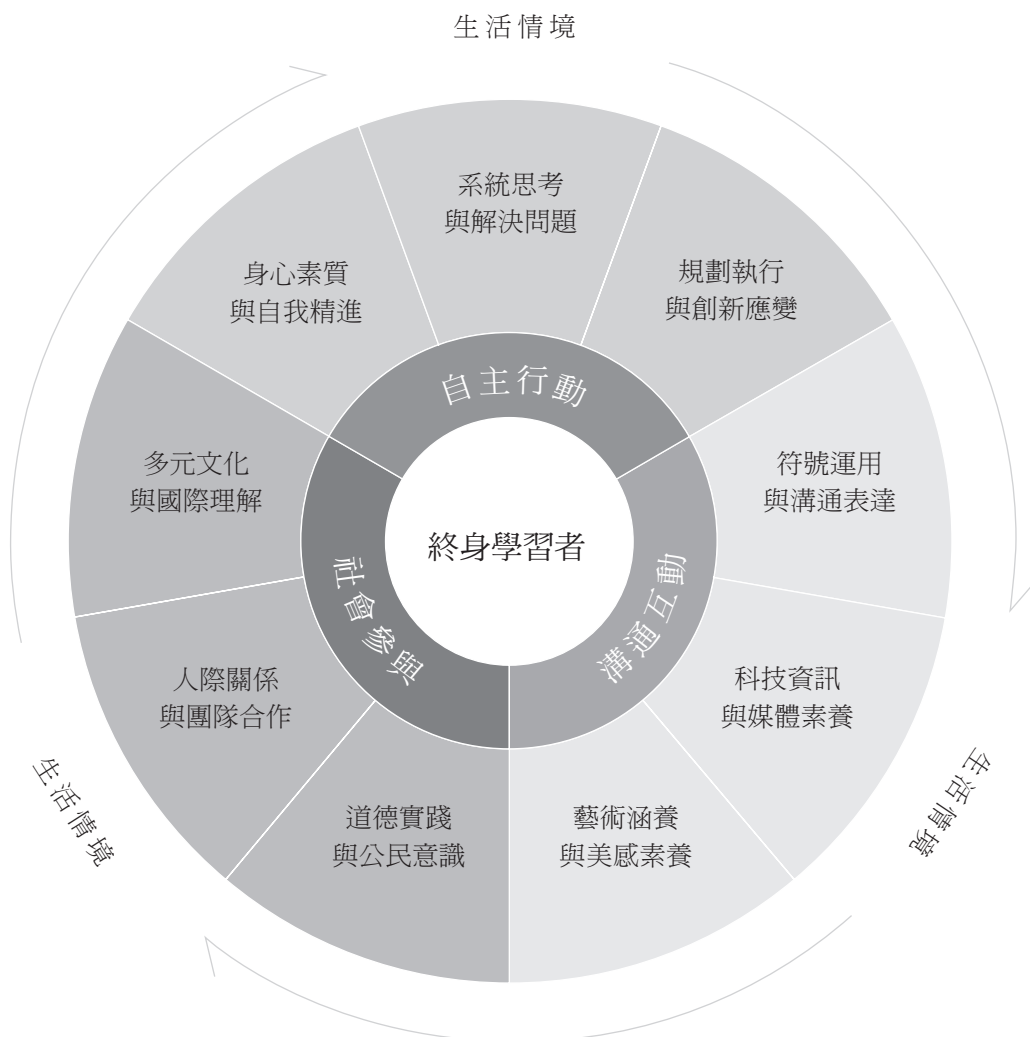 生活情境
系統思考
與解決問題
身心素質
與自我精進
規劃執行
與創新應變
自主行動
多元文化
與國際理解
符號運用
與溝通表達
終身學習者
社會參與
溝通互動
人際關係
與團隊合作
科技資訊
與媒體素養
生活情境
生活情境
道德實踐
與公民意識
藝術涵養
與美感素養